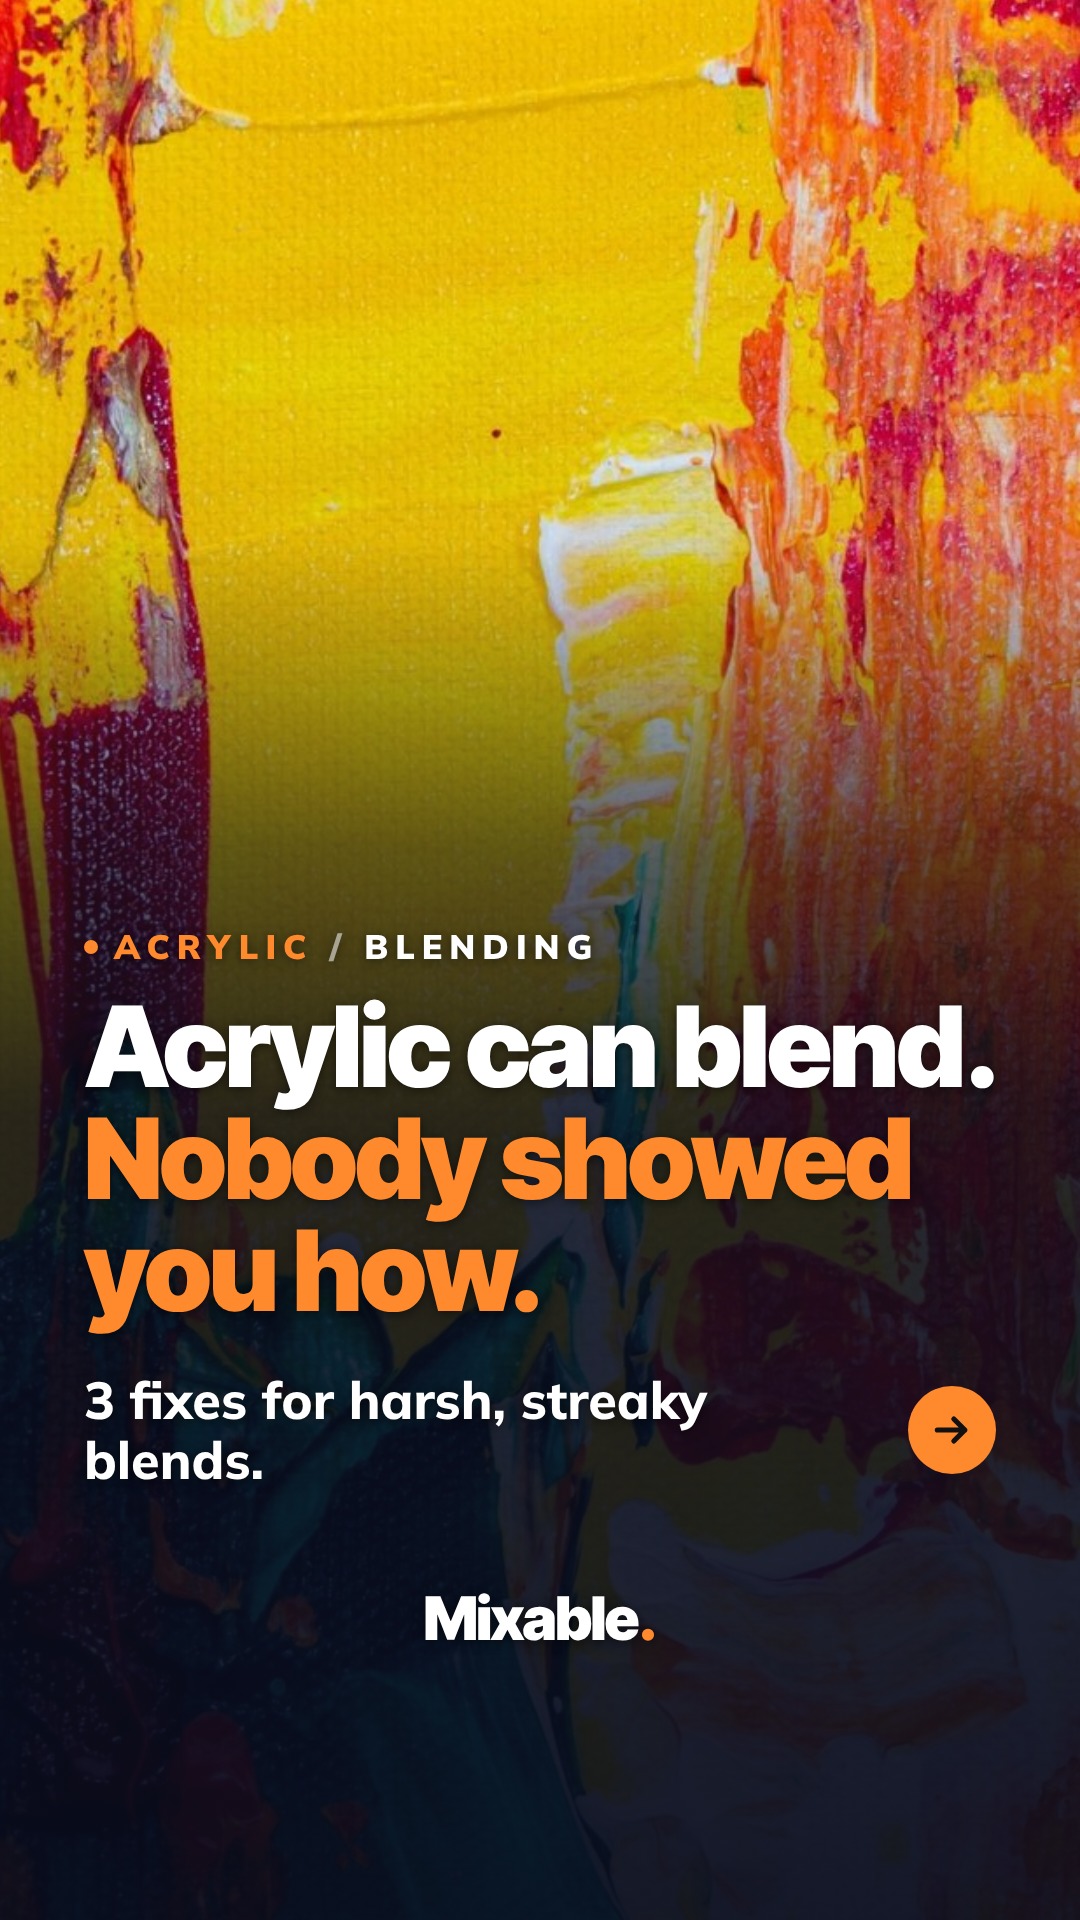 • ACRYLIC / BLENDING
Acrylic can blend.
Nobody showed
you how.
3 fixes for harsh, streaky
blends.
Mixable.